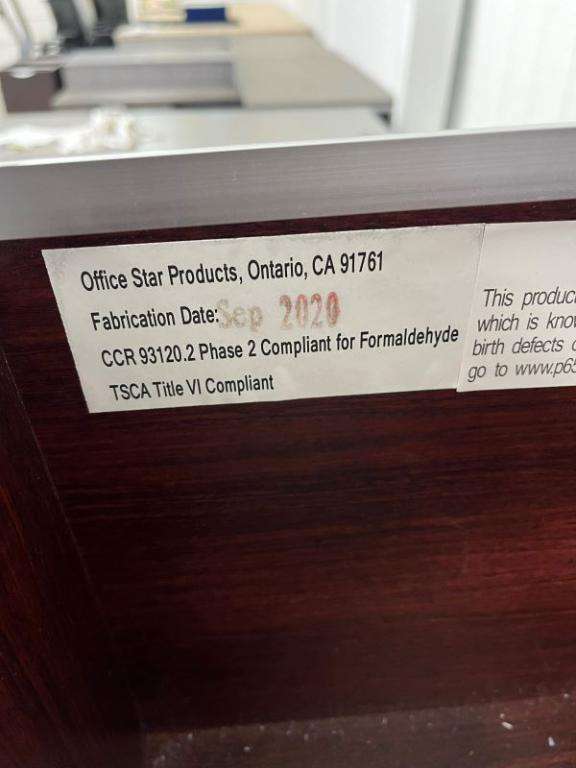 Office Star Products, Ontario, CA 91761
Fabrication Date: Sep 2020
CCR 93120.2 Phase 2 Compliant for Formaldehyde
TSCA Title VI Compliant
This produc
which is know
birth defects
go to www.p65